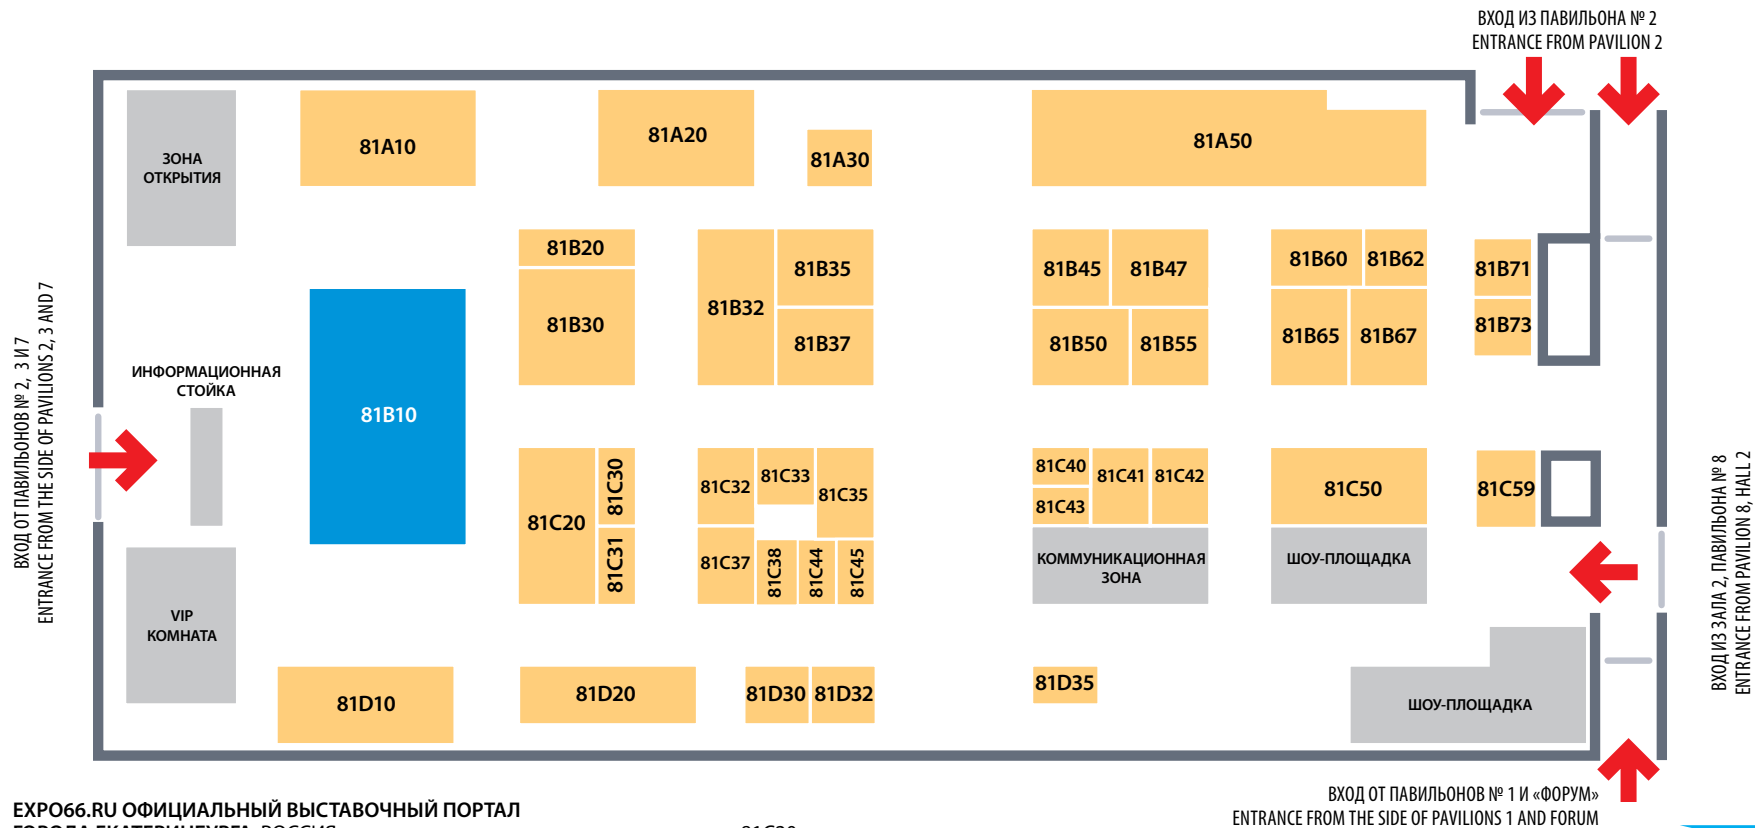 ВХОД ИЗ ПАВИЛЬОНА № 2
ENTRANCE FROM PAVILION 2
ЗОНА
ОТКРЫТИЯ
81A10
81A20
81A30
81A50
81B20
81B30
81B32
81B35
81B37
81B45
81B47
81B50
81B55
81B60
81B62
81B65
81B67
81B71
81B73
ВХОД ОТ ПАВИЛЬОНОВ № 2, 3 И 7
ENTRANCE FROM THE SIDE OF PAVILIONS 2, 3 AND 7
ИНФОРМАЦИОННАЯ
СТОЙКА
81B10
81C20
81C30
81C31
81C32
81C33
81C35
81C37
81C38
81C44
81C45
81C40
81C43
81C41
81C42
КОММУНИКАЦИОННАЯ
ЗОНА
81C50
ШОУ-ПЛОЩАДКА
81C59
ВХОД ИЗ ЗАЛА 2, ПАВИЛЬОНА № 8
ENTRANCE FROM PAVILION 8, HALL 2
VIP
КОМНАТА
81D10
81D20
81D30
81D32
81D35
ШОУ-ПЛОЩАДКА
ВХОД ОТ ПАВИЛЬОНОВ № 1 И «ФОРУМ»
ENTRANCE FROM THE SIDE OF PAVILIONS 1 AND FORUM
EXPO66.RU ОФИЦИАЛЬНЫЙ ВЫСТАВОЧНЫЙ ПОРТАЛ
ГОРОДА ЕКАТЕРИНБУРГА, РОССИЯ